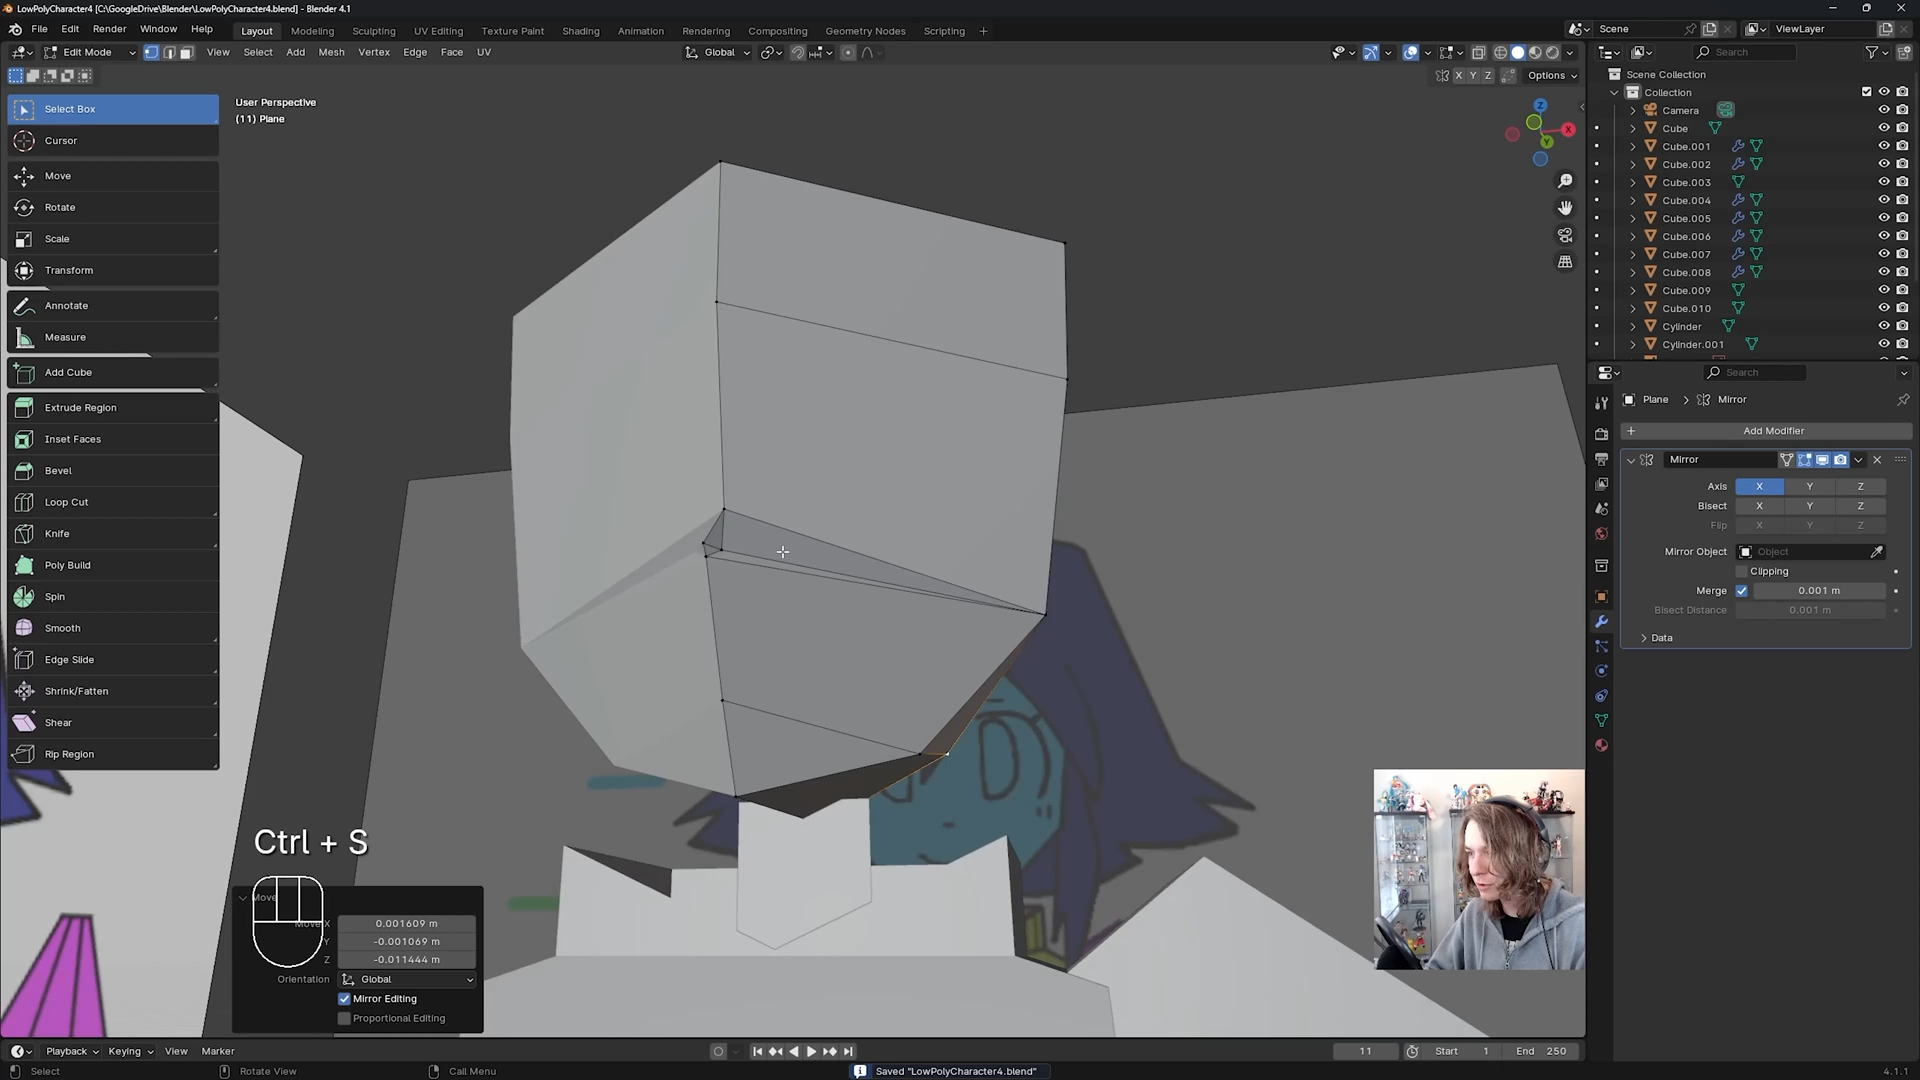 LowPolyCharacter4 [C:\GoogleDrive\Blender\LowPolyCharacter4.blend] - Blender 4.1
File Edit Render Window Help Layout Modeling Sculpting UV Editing Texture Paint Shading Animation Rendering Compositing Geometry Nodes Scripting Scene ViewLayer
Edit Mode View Select Add Mesh Vertex Edge Face UV Global Search
X Y Z Options
Scene Collection
Collection
Camera
Cube
Cube.001
Cube.002
Cube.003
Cube.004
Cube.005
Cube.006
Cube.007
Cube.008
Cube.009
Cube.010
Cylinder
Cylinder.001
User Perspective
(11) Plane
Z
X
Y
Select Box
Cursor
Move
Rotate
Scale
Transform
Annotate
Measure
Add Cube
Extrude Region
Inset Faces
Bevel
Loop Cut
Knife
Poly Build
Spin
Smooth
Edge Slide
Shrink/Fatten
Shear
Rip Region
Search
Plane Mirror
Add Modifier
Mirror
Axis X Y Z
Bisect X Y Z
Flip X Y Z
Mirror Object Object
Clipping
Merge 0.001 m
Bisect Distance 0.001 m
Data
Ctrl + S
Move
Move X 0.001609 m
Y -0.001069 m
Z -0.011444 m
Orientation Global
Mirror Editing
Proportional Editing
Playback Keying View Marker 11 Start 1 End 250
Select Rotate View Call Menu Saved "LowPolyCharacter4.blend" 4.1.1